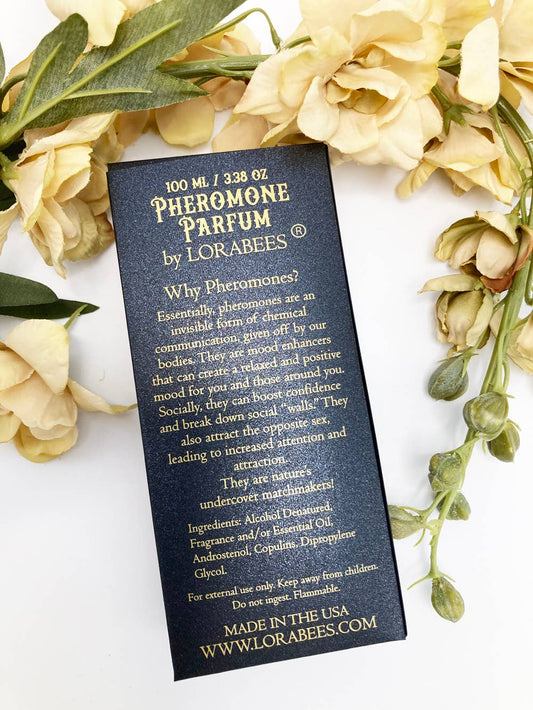 100 ML / 3.38 OZ
PHEROMONE
PARFUM
by LORABEES ®
Why Pheromones?
Essentially, pheromones are an
invisible form of chemical
communication, given off by our
bodies. They are mood enhancers
that can create a relaxed and positive
mood for you and those around you.
Socially, they can boost confidence
and break down social "walls." They
also attract the opposite sex,
leading to increased attention and
attraction.
They are nature's
undercover matchmakers!
Ingredients: Alcohol Denatured,
Fragrance and/or Essential Oil,
Androstenol, Copulins, Dipropylene
Glycol.
For external use only. Keep away from children.
Do not ingest. Flammable.
MADE IN THE USA
WWW.LORABEES.COM